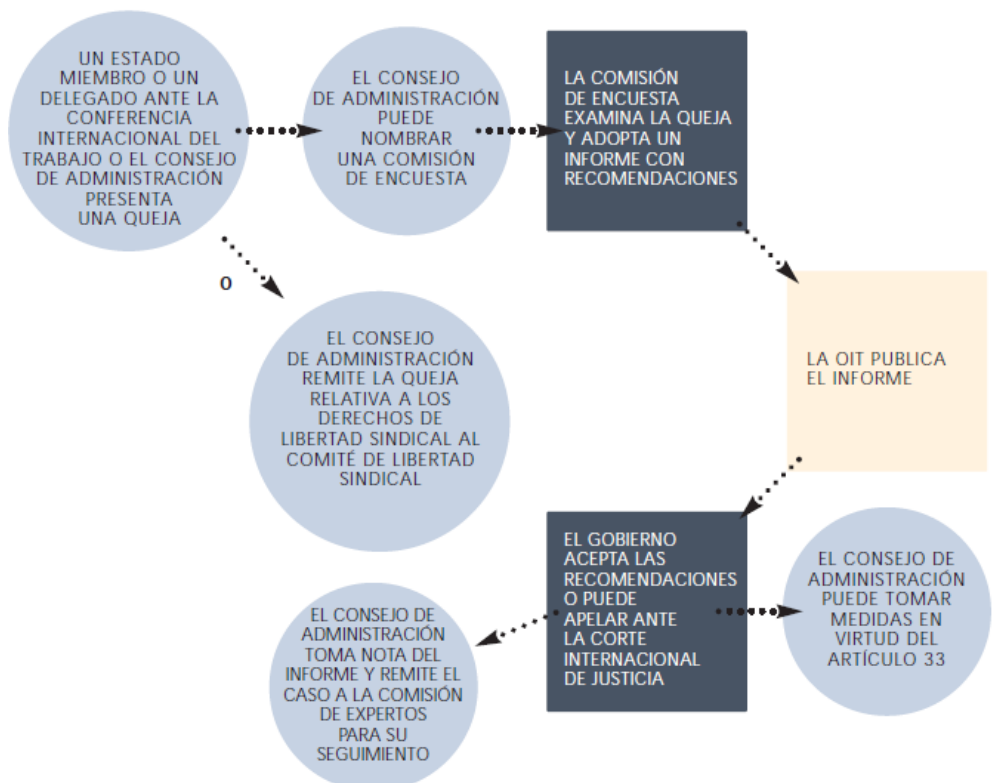 UN ESTADO
MIEMBRO O UN
DELEGADO ANTE LA
CONFERENCIA
INTERNACIONAL DEL
TRABAJO O EL CONSEJO
DE ADMINISTRACIÓN
PRESENTA
UNA QUEJA
EL CONSEJO
DE ADMINISTRACIÓN
PUEDE
NOMBRAR
UNA COMISIÓN
DE ENCUESTA
LA COMISIÓN
DE ENCUESTA
EXAMINA LA QUEJA
Y ADOPTA UN
INFORME CON
RECOMENDACIONES
O
EL CONSEJO
DE ADMINISTRACIÓN
REMITE LA QUEJA
RELATIVA A LOS
DERECHOS DE
LIBERTAD SINDICAL AL
COMITÉ DE LIBERTAD
SINDICAL
LA OIT PUBLICA
EL INFORME
EL GOBIERNO
ACEPTA LAS
RECOMENDACIONES
O PUEDE
APELAR ANTE
LA CORTE
INTERNACIONAL
DE JUSTICIA
EL CONSEJO DE
ADMINISTRACIÓN
PUEDE TOMAR
MEDIDAS EN
VIRTUD DEL
ARTÍCULO 33
EL CONSEJO DE
ADMINISTRACIÓN
TOMA NOTA DEL
INFORME Y REMITE EL
CASO A LA COMISIÓN
DE EXPERTOS
PARA SU
SEGUIMIENTO